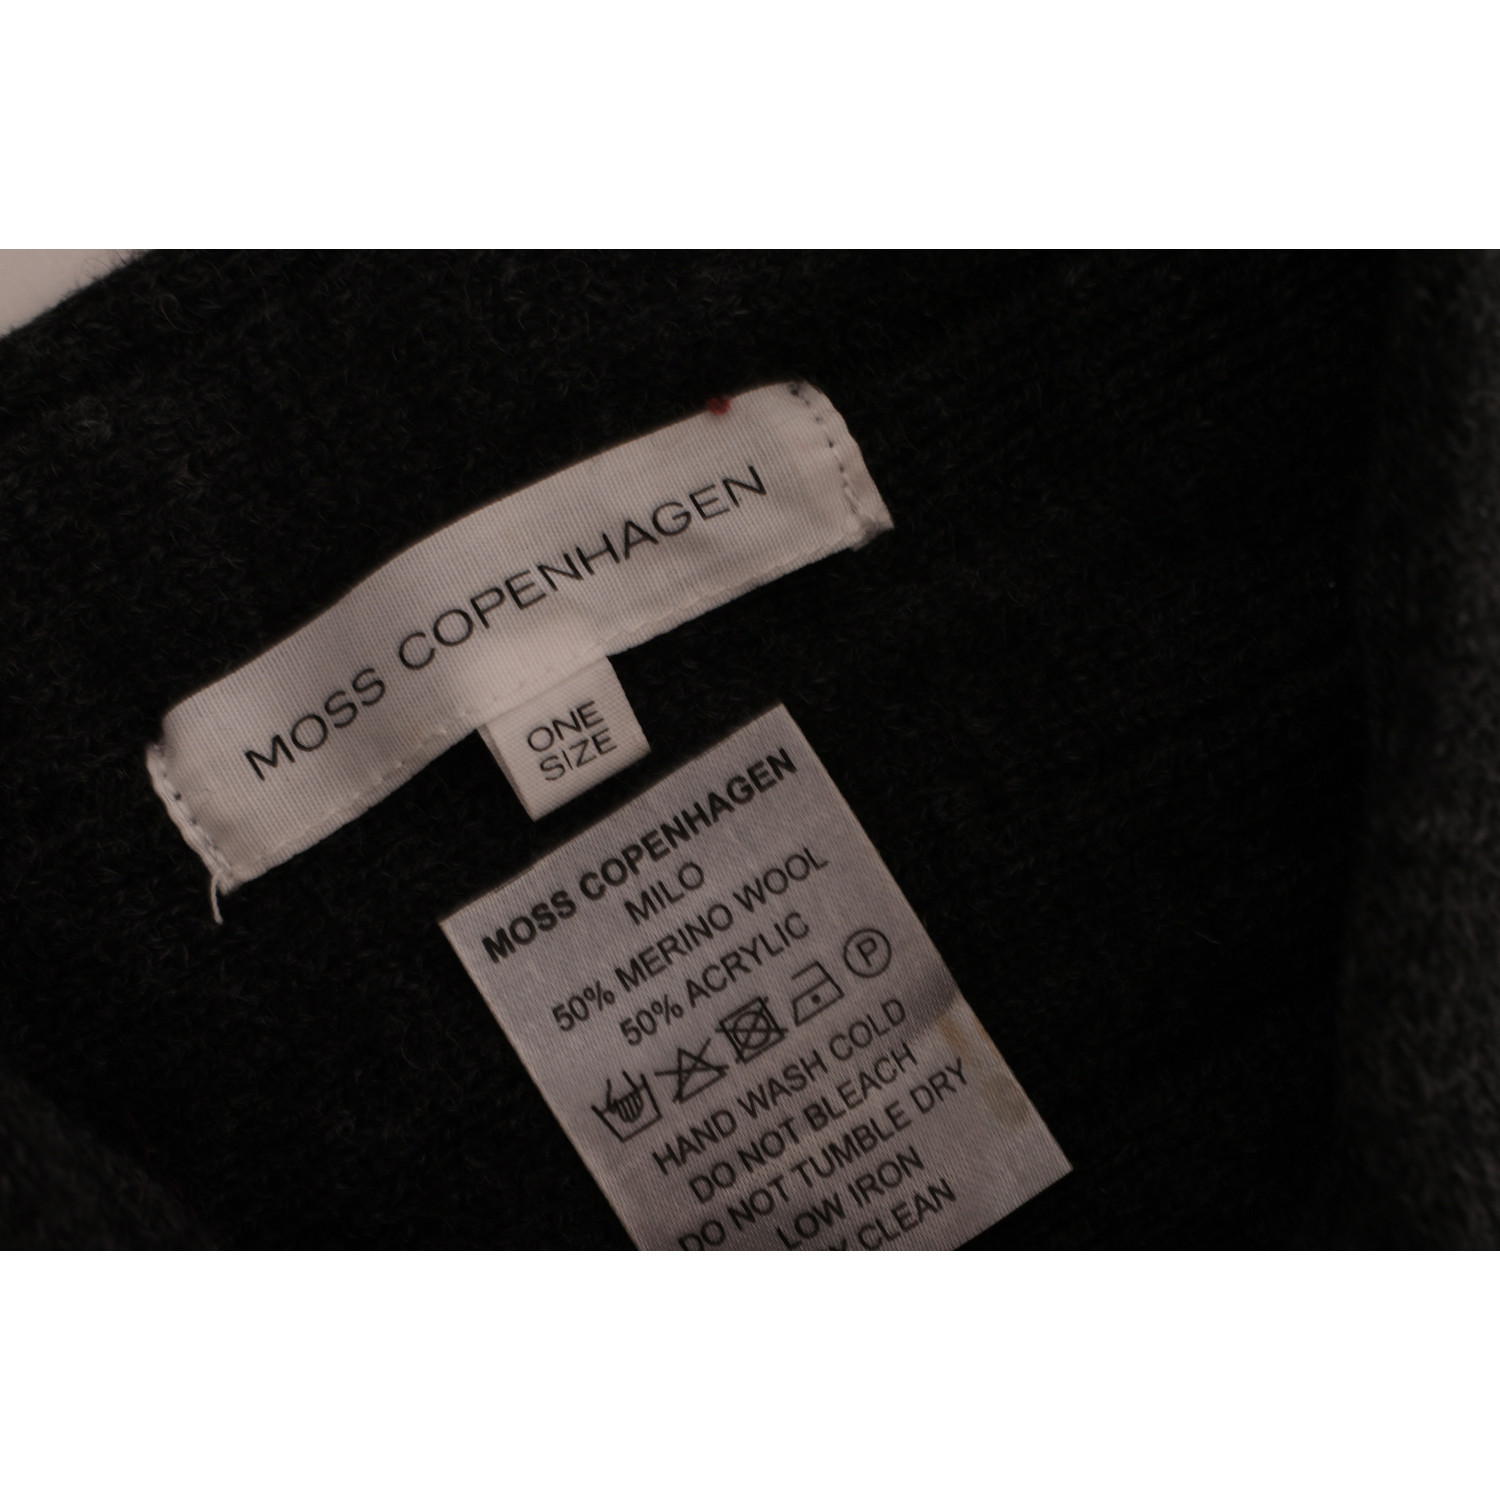 MOSS COPENHAGEN
ONE
SIZE
MOSS COPENHAGEN
MILO
50% MERINO WOOL
50% ACRYLIC
P
HAND WASH COLD
DO NOT BLEACH
DO NOT TUMBLE DRY
LOW IRON
CLEAN